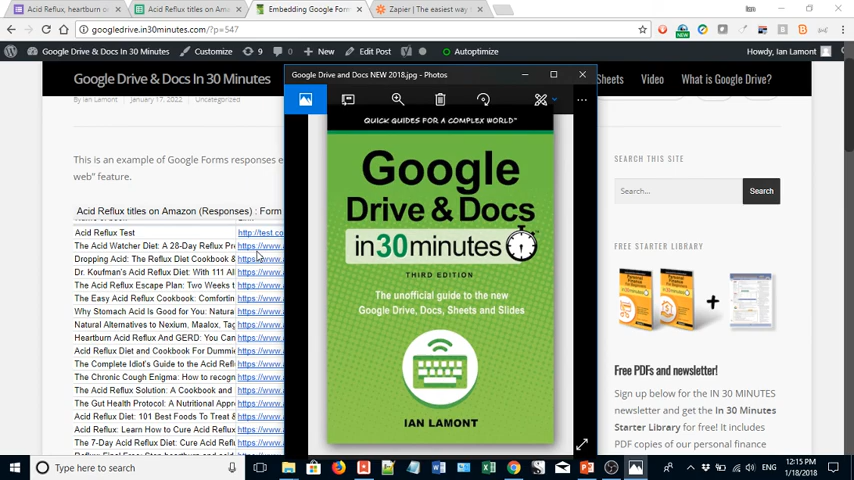 Acid Reflux, heartburn o
Acid Reflux titles on Amaz
Embedding Google Form
Zapier | The easiest way
Ian
googledrive.in30minutes.com/?p=547
Google Drive & Docs In 30 Minutes
Customize
9
0
New
Edit Post
Autoptimize
Howdy, Ian Lamont
Google Drive & Docs In 30 Minutes
Google Drive and Docs NEW 2018.jpg - Photos
Sheets
Video
What is Google Drive?
By Ian Lamont
January 17, 2022
Uncategorized
This is an example of Google Forms responses e
web" feature.
Acid Reflux titles on Amazon (Responses) : Form
Acid Reflux Test
http://test.co
The Acid Watcher Diet: A 28-Day Reflux Pr
https://www.
Dropping Acid: The Reflux Diet Cookbook &
https://www.
Dr. Koufman's Acid Reflux Diet: With 111 All
https://www.
The Acid Reflux Escape Plan: Two Weeks t
https://www.
The Easy Acid Reflux Cookbook: Comfortin
https://www.
Why Stomach Acid Is Good for You: Natura
https://www.
Natural Alternatives to Nexium, Maalox, Tag
https://www.
Heartburn Acid Reflux And GERD: You Can
https://www.
Acid Reflux Diet and Cookbook For Dummie
https://www.
The Complete Idiot's Guide to the Acid Refl
https://www.
The Chronic Cough Enigma: How to recogn
https://www.
The Acid Reflux Solution: A Cookbook and
https://www.
The Gut Health Protocol: A Nutritional Appr
https://www.
Acid Reflux Diet: 101 Best Foods To Treat &
https://www.
Acid Reflux: Learn How to Cure Acid Reflux
https://www.
The 7-Day Acid Reflux Diet: Cure Acid Refl
https://www.
QUICK GUIDES FOR A COMPLEX WORLD™
Google
Drive & Docs
in30minutes
THIRD EDITION
The unofficial guide to the new
Google Drive, Docs, Sheets and Slides
IAN LAMONT
SEARCH THIS SITE
Search...
Search
FREE STARTER LIBRARY
+
Free PDFs and newsletter!
Sign up below for the IN 30 MINUTES
newsletter and get the In 30 Minutes
Starter Library for free! It includes
PDF copies of our personal finance
Type here to search
ENG
12:15 PM
1/18/2018